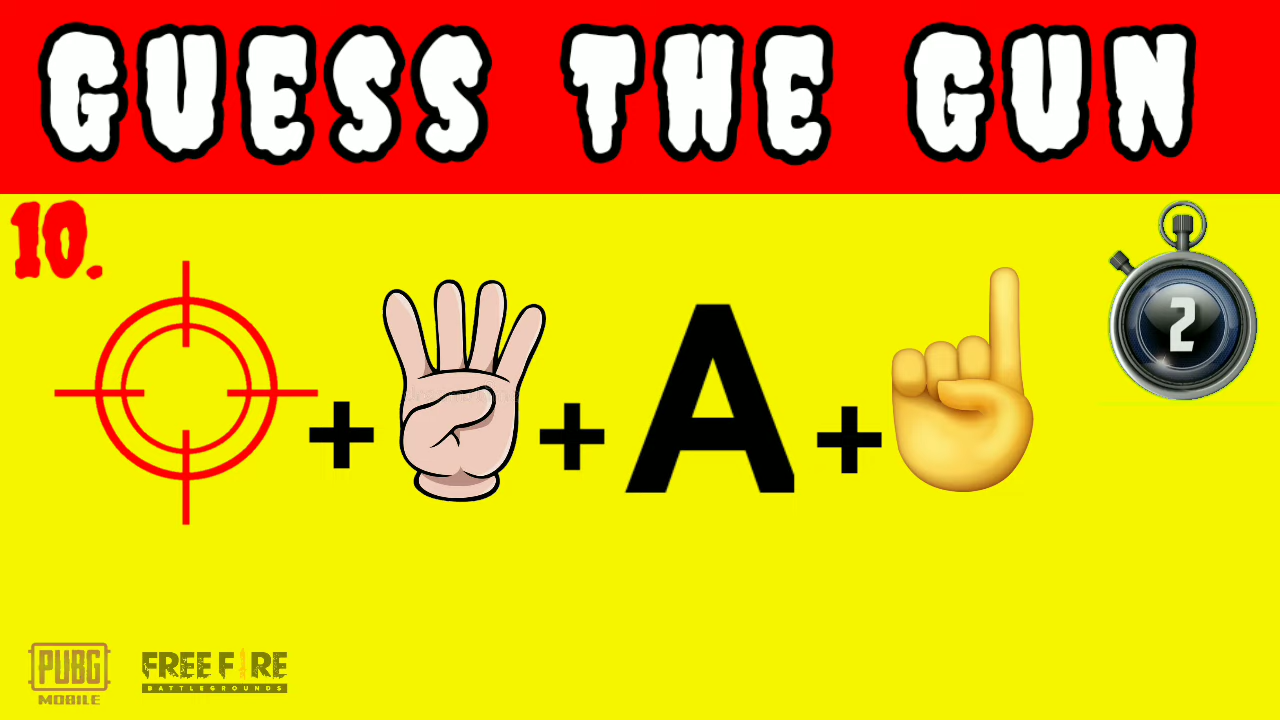 GUESS THE GUN
10.
2
+ + A +
PUBG
MOBILE
FREE FIRE
BATTLEGROUNDS